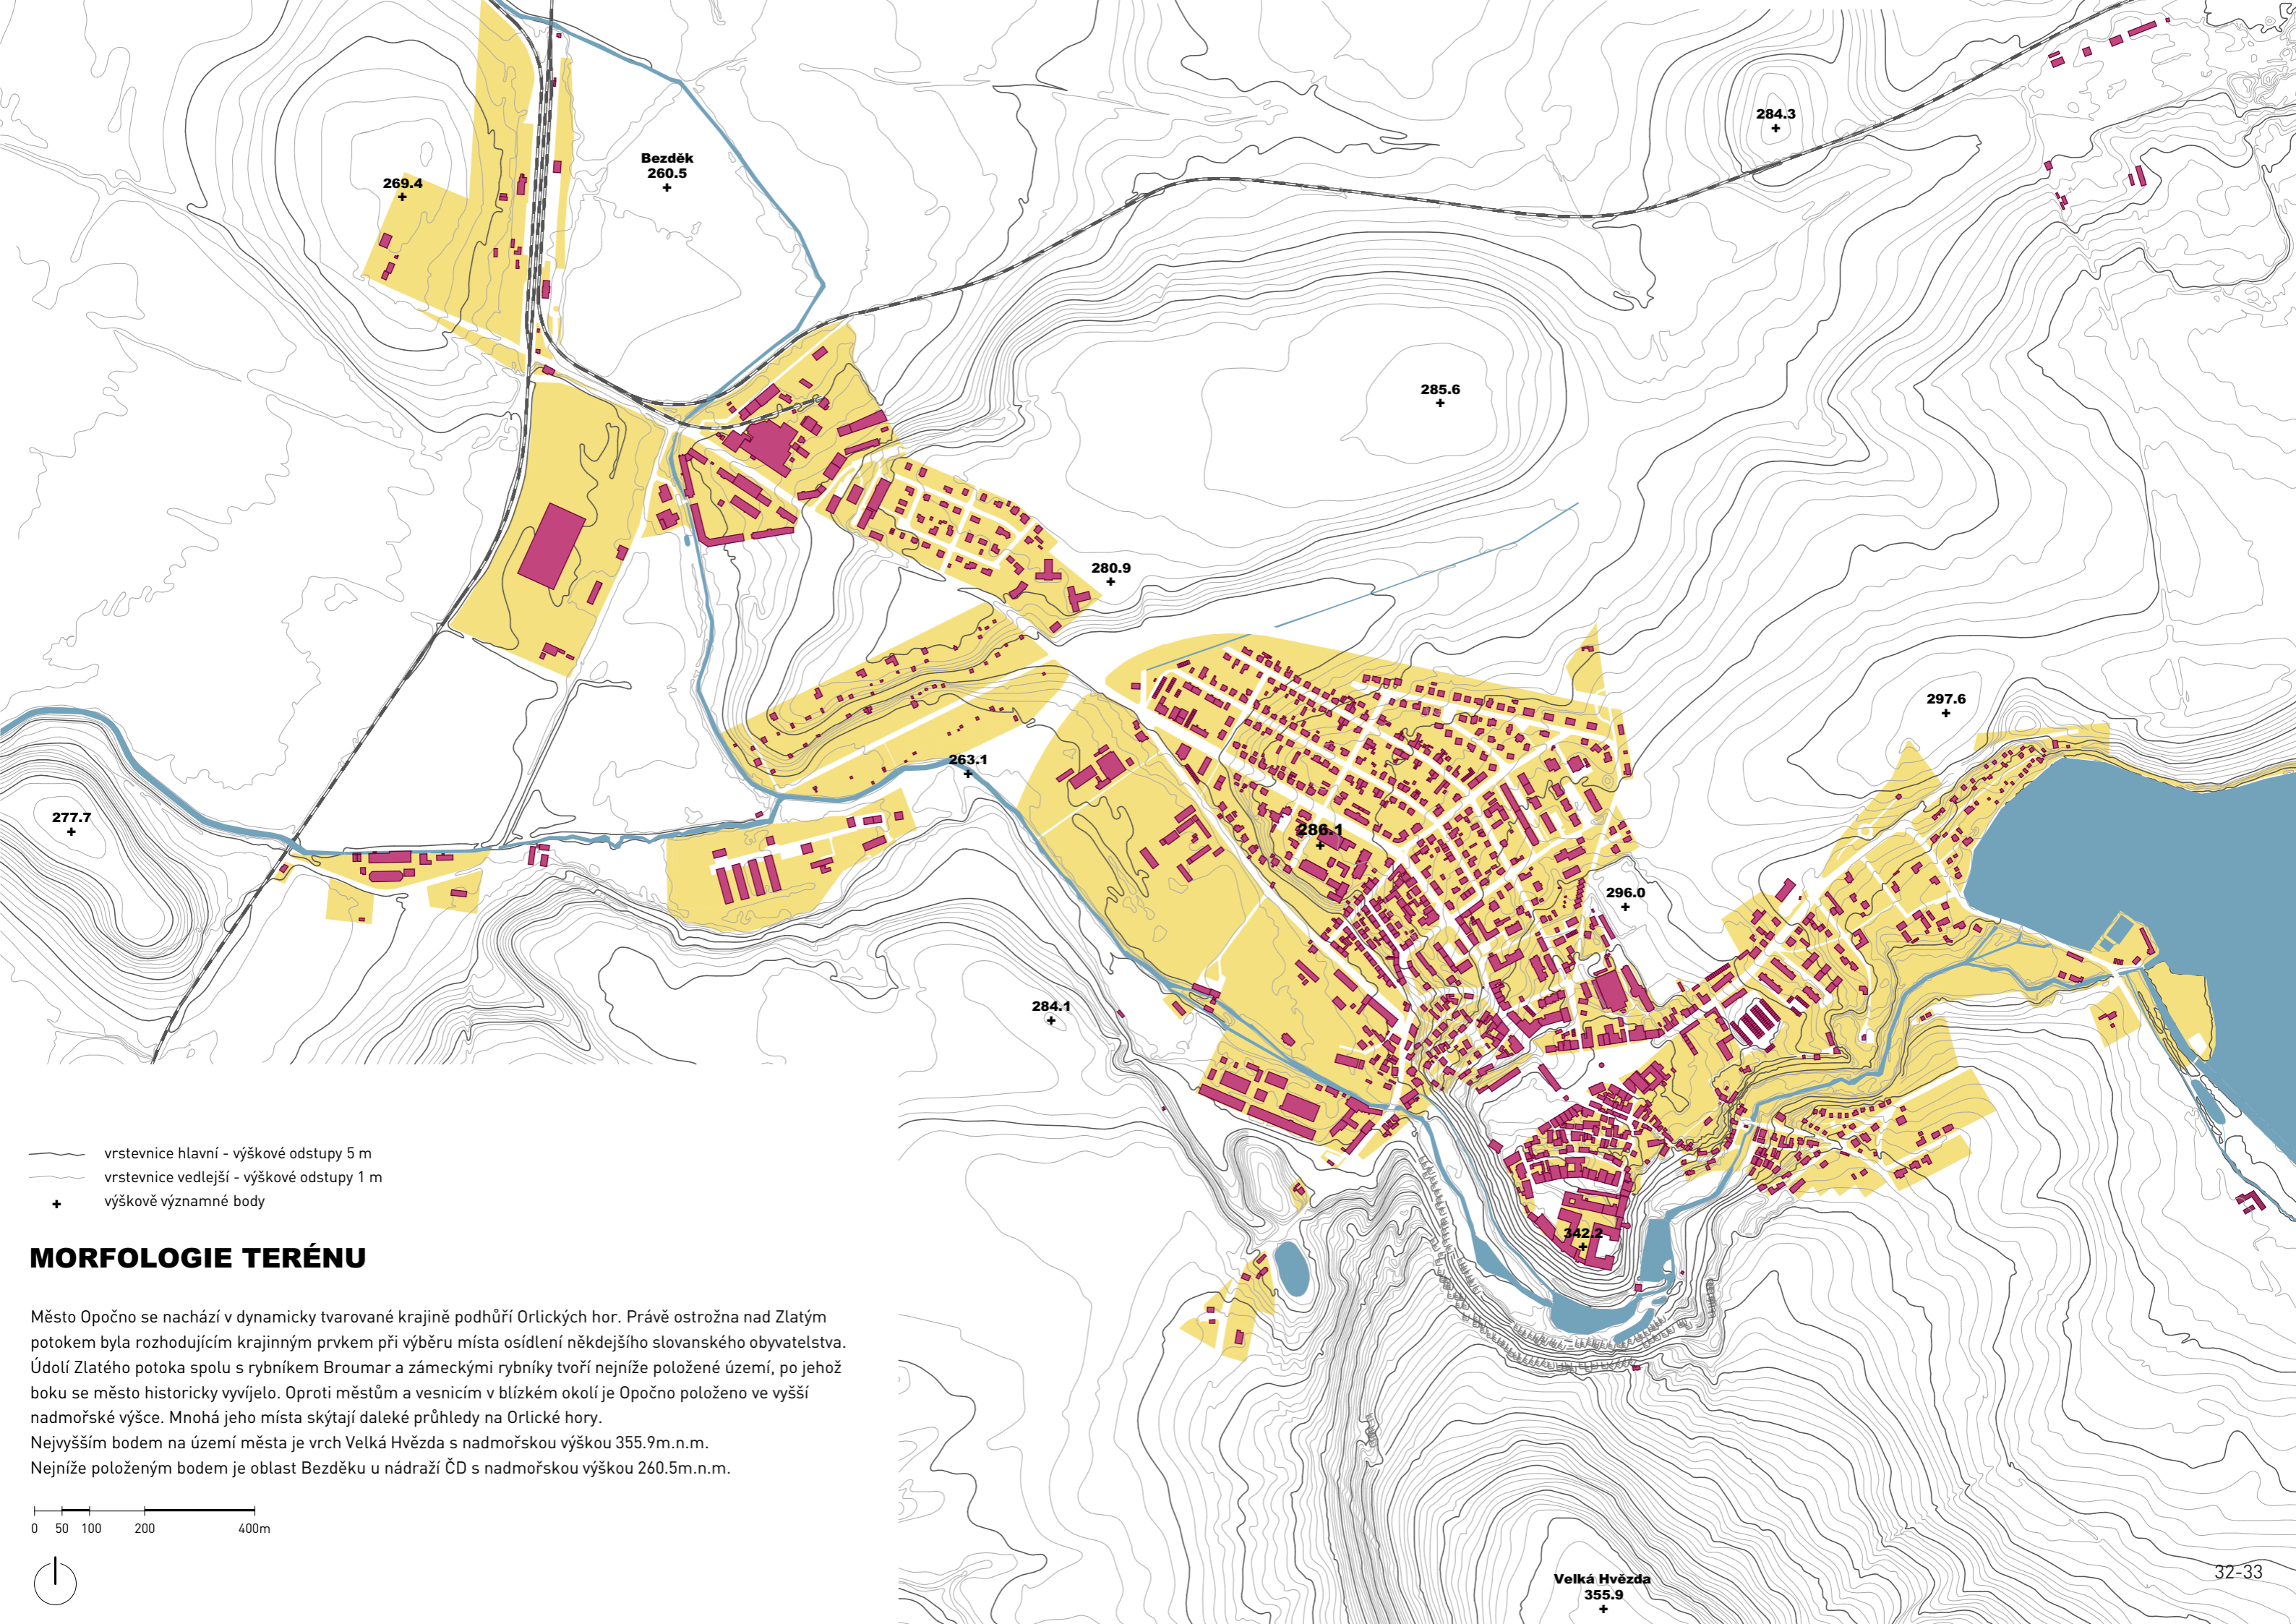 284.3
Bezděk
260.5
269.4
285.6
280.9
297.6
263.1
277.7
286.1
296.0
284.1
vrstevnice hlavní - výškové odstupy 5 m
vrstevnice vedlejší - výškové odstupy 1 m
výškově významné body
342.2
MORFOLOGIE TERÉNU
Město Opočno se nachází v dynamicky tvarované krajině podhůří Orlických hor. Právě ostrožna nad Zlatým
potokem byla rozhodujícím krajinným prvkem při výběru místa osídlení někdejšího slovanského obyvatelstva.
Údolí Zlatého potoka spolu s rybníkem Broumar a zámeckými rybníky tvoří nejníže položené území, po jehož
boku se město historicky vyvíjelo. Oproti městům a vesnicím v blízkém okolí je Opočno položeno ve vyšší
nadmořské výšce. Mnohá jeho místa skýtají daleké průhledy na Orlické hory.
Nejvyšším bodem na území města je vrch Velká Hvězda s nadmořskou výškou 355.9m.n.m.
Nejníže položeným bodem je oblast Bezděku u nádraží ČD s nadmořskou výškou 260.5m.n.m.
0 50 100 200 400m
Velká Hvězda
355.9
32-33